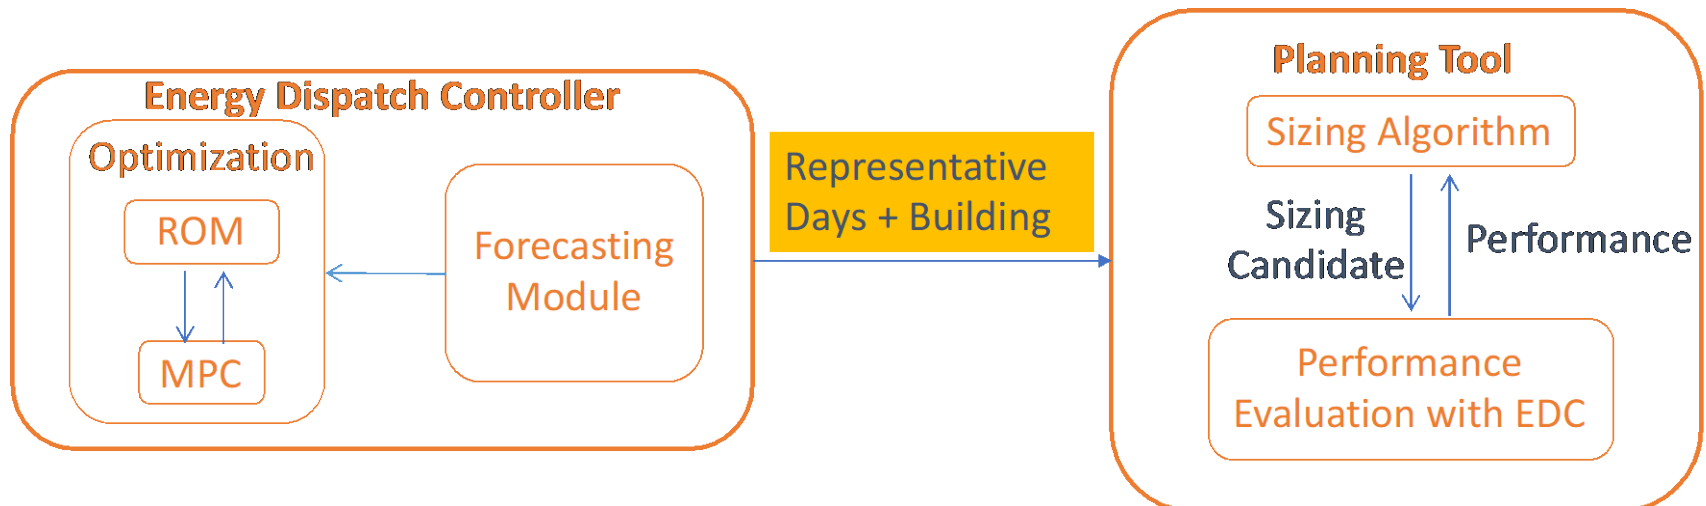 Energy Dispatch Controller
Optimization
ROM
MPC
Forecasting
Module
Representative
Days + Building
Planning Tool
Sizing Algorithm
Sizing
Candidate
Performance
Performance
Evaluation with EDC